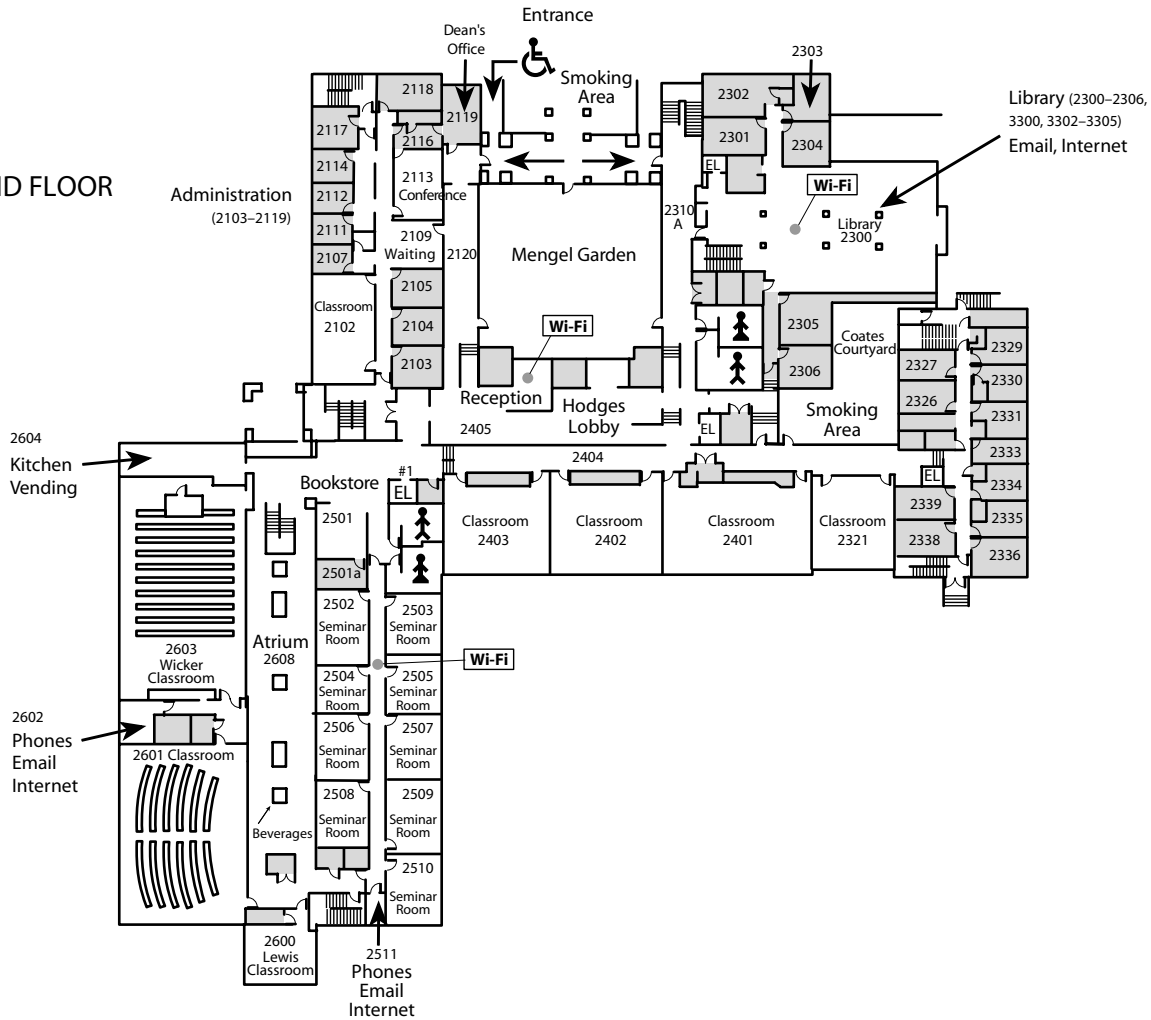 Entrance
Dean's
Office
Smoking
Area
2303
Library (2300–2306,
3300, 3302–3305)
Email, Internet
ND FLOOR
Administration
(2103–2119)
2118
2119
2117
2116
2114
2113
Conference
2112
2111
2109
Waiting
2107
2120
2105
Classroom
2102
2104
2103
Mengel Garden
Wi-Fi
Reception
Hodges
Lobby
2405
2404
2302
2301
2304
EL
Wi-Fi
2310
A
Library
2300
2305
2306
Coates
Courtyard
Smoking
Area
EL
2327
2326
2329
2330
2331
2333
2334
2335
2336
EL
2339
2338
2604
Kitchen
Vending
Bookstore
#1
EL
2501
2501a
Classroom
2403
Classroom
2402
Classroom
2401
Classroom
2321
2502
Seminar
Room
2503
Seminar
Room
Wi-Fi
2504
Seminar
Room
2505
Seminar
Room
2506
Seminar
Room
2507
Seminar
Room
2508
Seminar
Room
2509
Seminar
Room
2510
Seminar
Room
Atrium
2608
2603
Wicker
Classroom
2602
Phones
Email
Internet
2601 Classroom
Beverages
2600
Lewis
Classroom
2511
Phones
Email
Internet